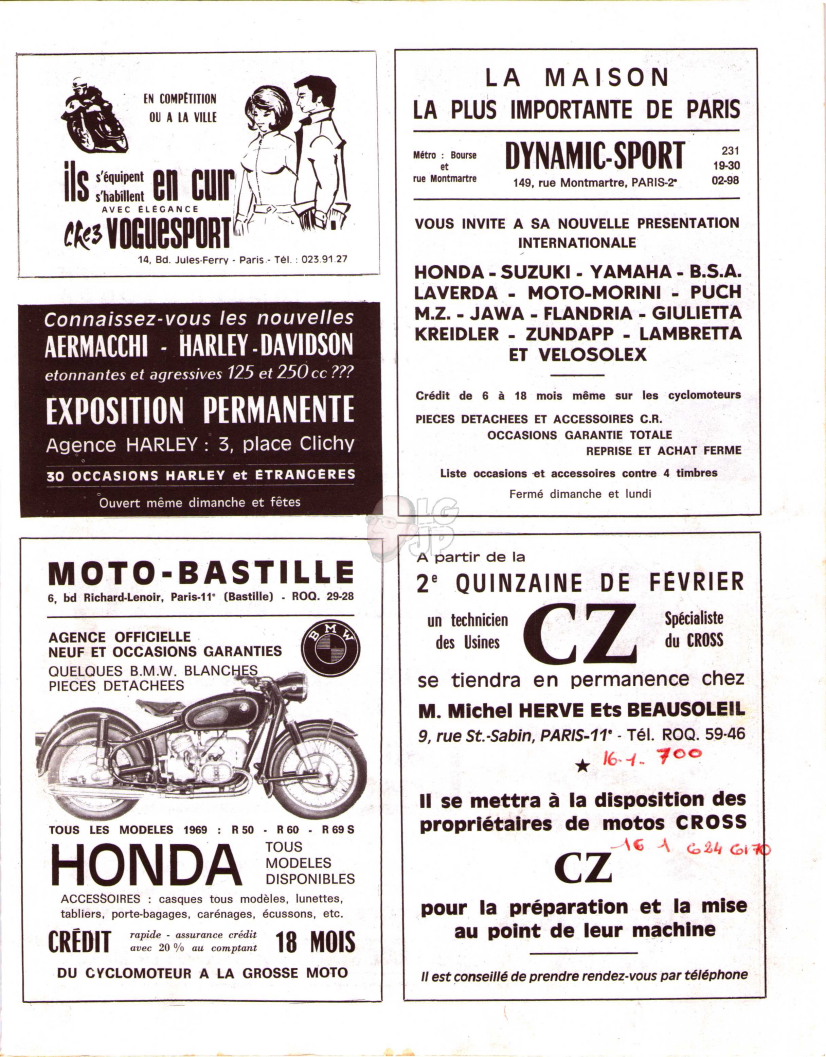 EN COMPÉTITION
OU A LA VILLE
ils s'équipent s'habillent en cuir
AVEC ÉLÉGANCE
chez VOGUESPORT
14, Bd. Jules-Ferry - Paris - Tél. : 023.91.27
Connaissez-vous les nouvelles
AERMACCHI - HARLEY-DAVIDSON
etonnantes et agressives 125 et 250 cc ???
EXPOSITION PERMANENTE
Agence HARLEY : 3, place Clichy
30 OCCASIONS HARLEY et ÉTRANGÈRES
Ouvert même dimanche et fêtes
LA MAISON
LA PLUS IMPORTANTE DE PARIS
Métro : Bourse
et
rue Montmartre
DYNAMIC-SPORT
149, rue Montmartre, PARIS-2e
231
19-30
02-98
VOUS INVITE A SA NOUVELLE PRESENTATION
INTERNATIONALE
HONDA - SUZUKI - YAMAHA - B.S.A.
LAVERDA - MOTO-MORINI - PUCH
M.Z. - JAWA - FLANDRIA - GIULIETTA
KREIDLER - ZUNDAPP - LAMBRETTA
ET VELOSOLEX
Crédit de 6 à 18 mois même sur les cyclomoteurs
PIECES DETACHEES ET ACCESSOIRES C.R.
OCCASIONS GARANTIE TOTALE
REPRISE ET ACHAT FERME
Liste occasions et accessoires contre 4 timbres
Fermé dimanche et lundi
LG
JP
MOTO-BASTILLE
6, bd Richard-Lenoir, Paris-11e (Bastille) - ROQ. 29-28
AGENCE OFFICIELLE
NEUF ET OCCASIONS GARANTIES
QUELQUES B.M.W. BLANCHES
PIECES DETACHEES
BMW
TOUS LES MODELES 1969 : R 50 - R 60 - R 69 S
HONDA
TOUS
MODELES
DISPONIBLES
ACCESSOIRES : casques tous modèles, lunettes,
tabliers, porte-bagages, carénages, écussons, etc.
CRÉDIT rapide - assurance crédit avec 20 % au comptant 18 MOIS
DU CYCLOMOTEUR A LA GROSSE MOTO
A partir de la
2e QUINZAINE DE FÉVRIER
un technicien
des Usines
CZ
Spécialiste
du CROSS
se tiendra en permanence chez
M. Michel HERVE Ets BEAUSOLEIL
9, rue St.-Sabin, PARIS-11e - Tél. ROQ. 59-46
★ 16-1- 700
Il se mettra à la disposition des
propriétaires de motos CROSS
16 1 624 6170
CZ
pour la préparation et la mise
au point de leur machine
Il est conseillé de prendre rendez-vous par téléphone